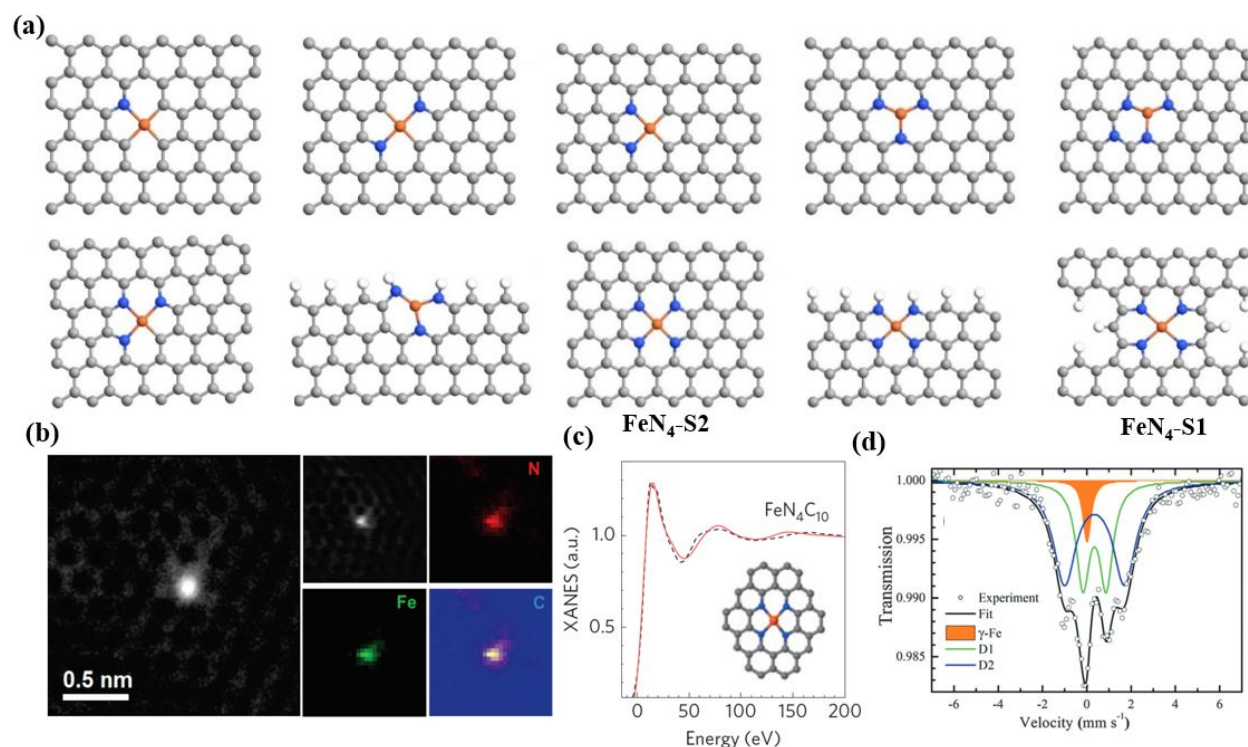 (a)
FeN₄-S2
FeN₄-S1
(b)
N
Fe
C
0.5 nm
(c)
XANES (a.u.)
1.0
0.5
FeN₄C₁₀
0 50 100 150 200
Energy (eV)
(d)
Transmission
1.000
0.995
0.990
0.985
Experiment
Fit
γ-Fe
D1
D2
-6 -4 -2 0 2 4 6
Velocity (mm s⁻¹)